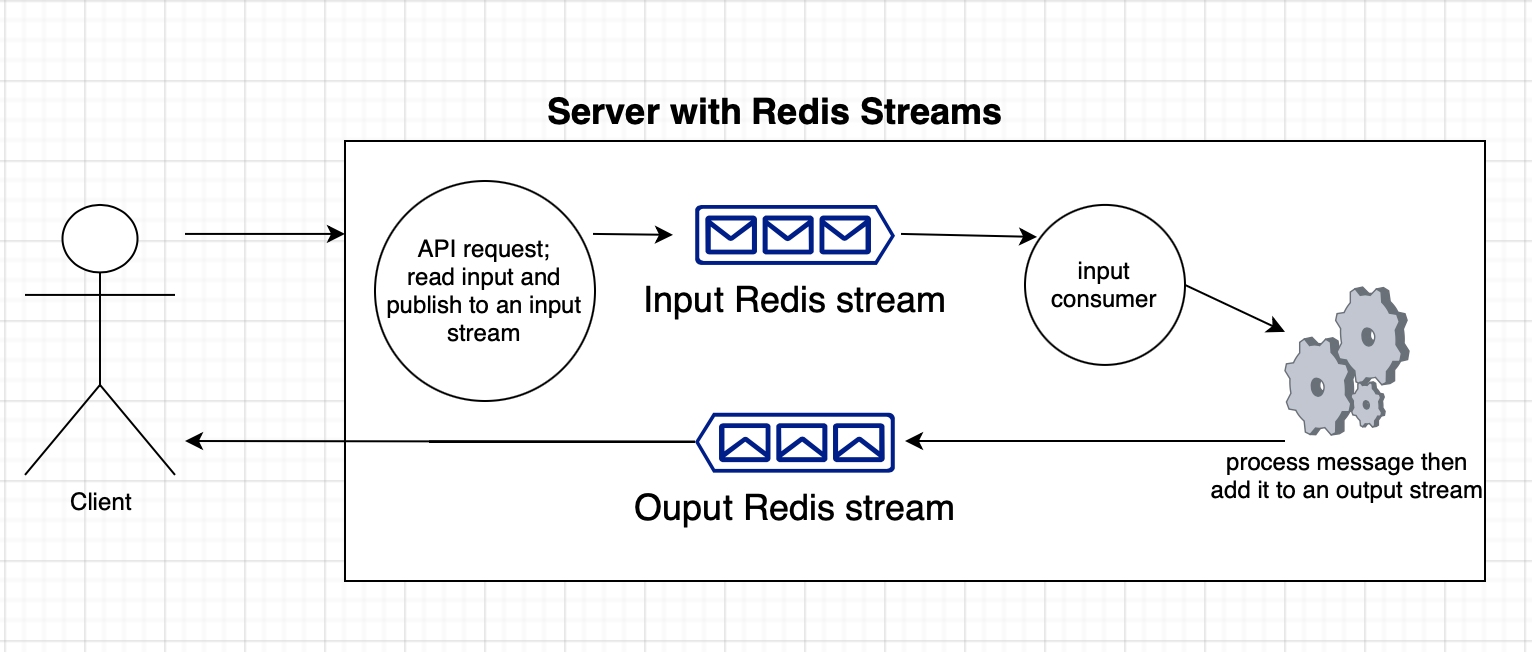 Server with Redis Streams
API request;
read input and
publish to an input
stream
Input Redis stream
input
consumer
process message then
add it to an output stream
Ouput Redis stream
Client